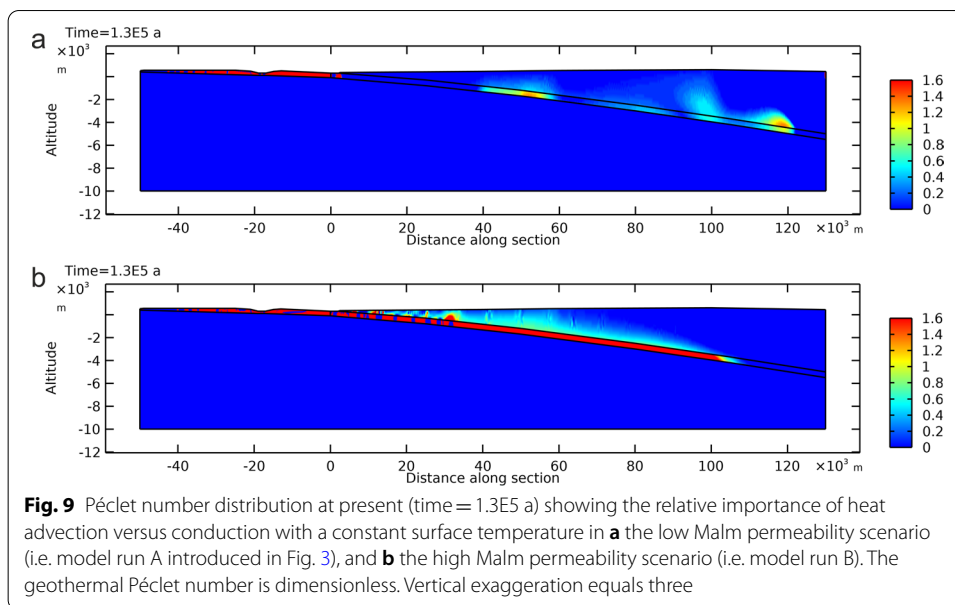 a
Time=1.3E5 a
×10³
m
-2
-4
-6
-8
-10
-12
Altitude
-40 -20 0 20 40 60 80 100 120 ×10³ m
Distance along section
1.6
1.4
1.2
1
0.8
0.6
0.4
0.2
0
b
Time=1.3E5 a
×10³
m
-2
-4
-6
-8
-10
-12
Altitude
-40 -20 0 20 40 60 80 100 120 ×10³ m
Distance along section
1.6
1.4
1.2
1
0.8
0.6
0.4
0.2
0
Fig. 9 Péclet number distribution at present (time = 1.3E5 a) showing the relative importance of heat
advection versus conduction with a constant surface temperature in a the low Malm permeability scenario
(i.e. model run A introduced in Fig. 3), and b the high Malm permeability scenario (i.e. model run B). The
geothermal Péclet number is dimensionless. Vertical exaggeration equals three